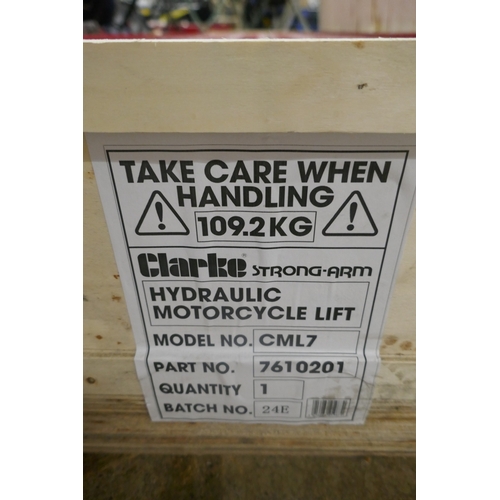 TAKE CARE WHEN
HANDLING
109.2KG
Clarke® STRONG-ARM
HYDRAULIC
MOTORCYCLE LIFT
MODEL NO. CML7
PART NO. 7610201
QUANTITY 1
BATCH NO. 24E